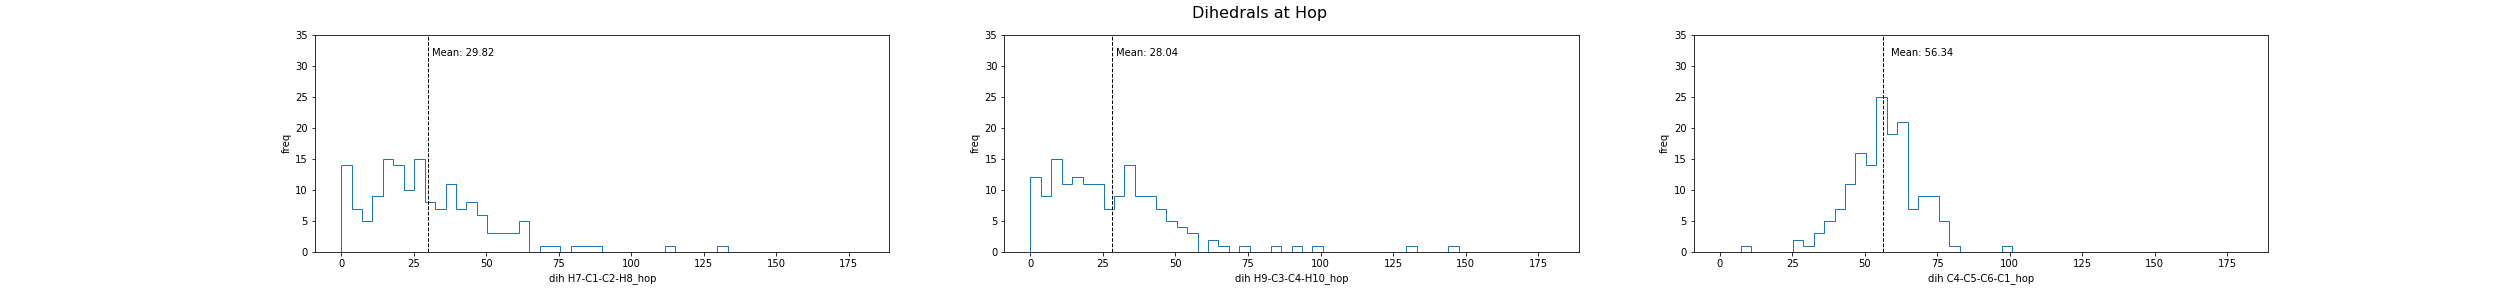 Dihedrals at Hop
35
30
25
20
15
10
5
0
freq
Mean: 29.82
0 25 50 75 100 125 150 175
dih H7-C1-C2-H8_hop
35
30
25
20
15
10
5
0
freq
Mean: 28.04
0 25 50 75 100 125 150 175
dih H9-C3-C4-H10_hop
35
30
25
20
15
10
5
0
freq
Mean: 56.34
0 25 50 75 100 125 150 175
dih C4-C5-C6-C1_hop